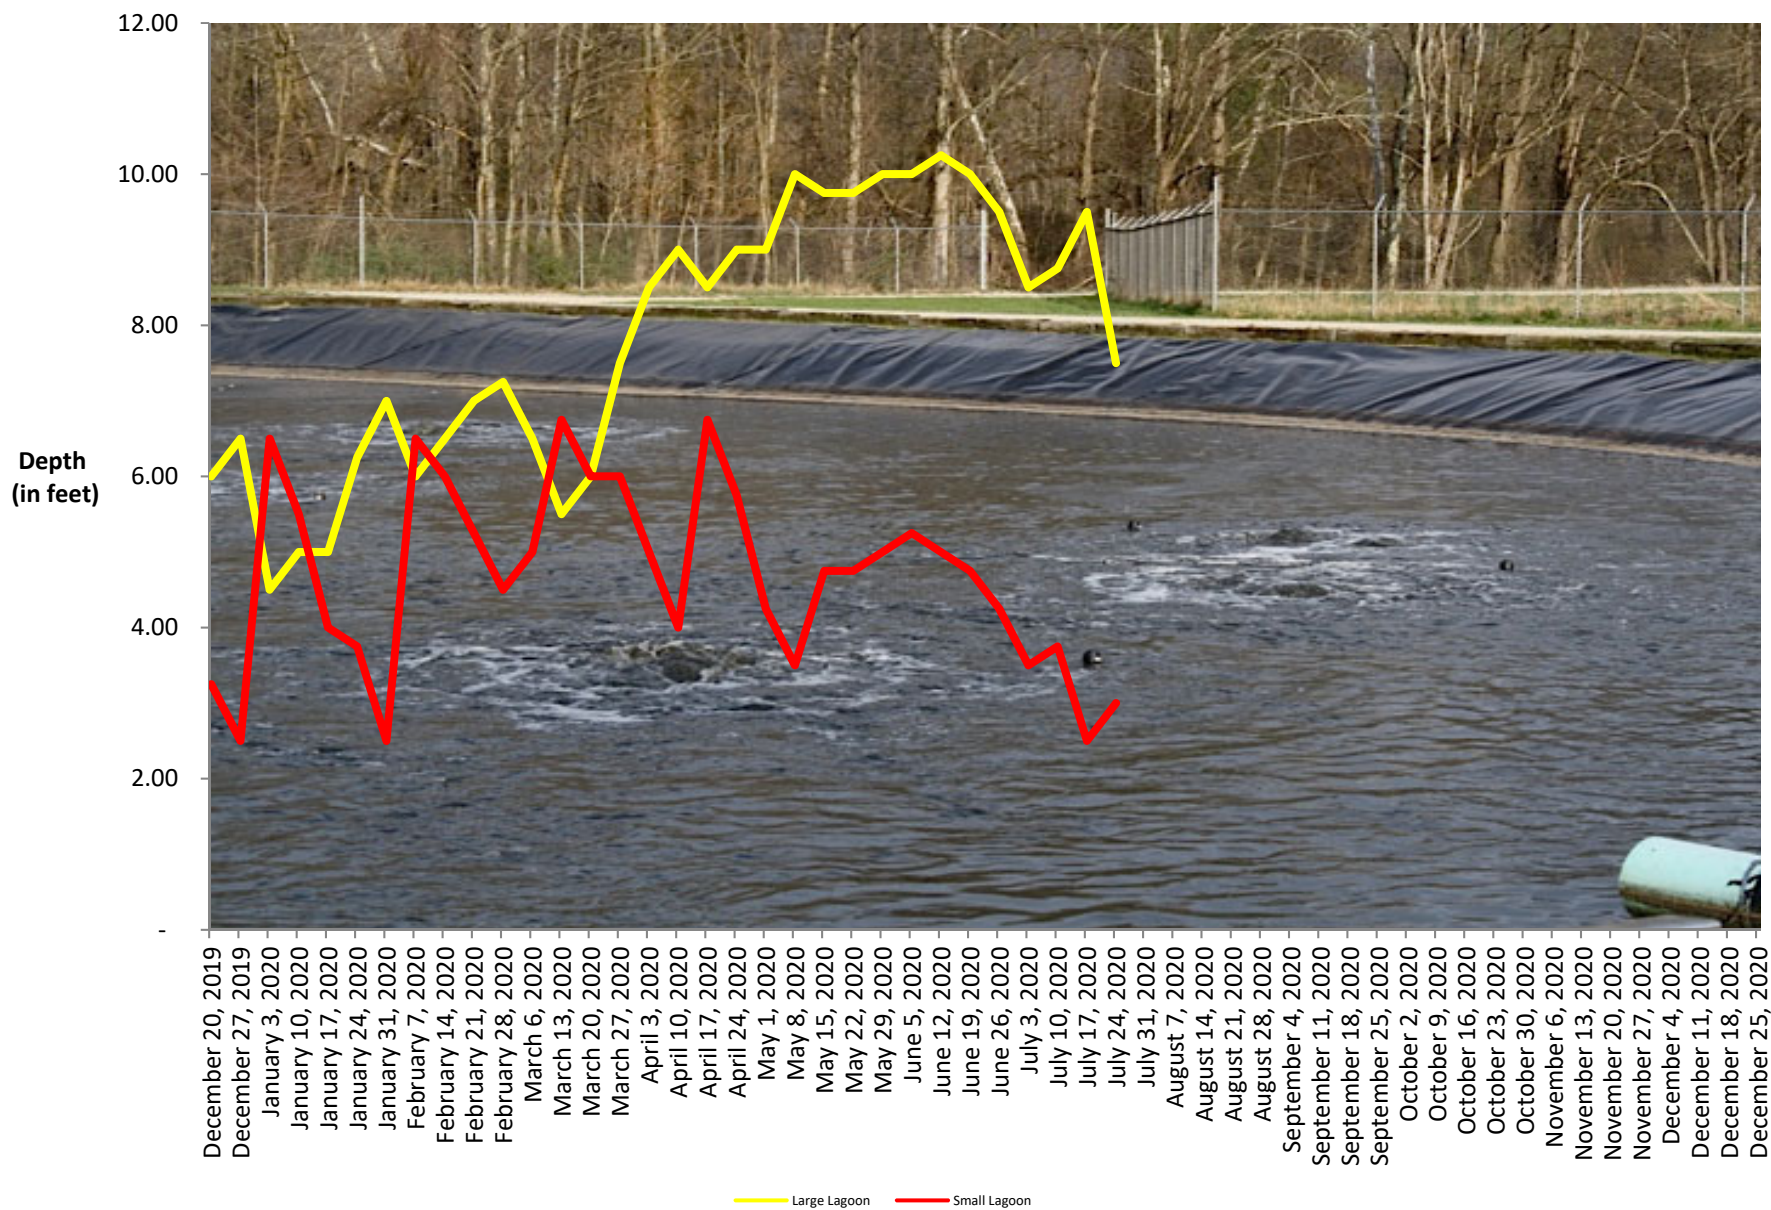 12.00
10.00
8.00
6.00
4.00
2.00
-
Depth
(in feet)
December 20, 2019
December 27, 2019
January 3, 2020
January 10, 2020
January 17, 2020
January 24, 2020
January 31, 2020
February 7, 2020
February 14, 2020
February 21, 2020
February 28, 2020
March 6, 2020
March 13, 2020
March 20, 2020
March 27, 2020
April 3, 2020
April 10, 2020
April 17, 2020
April 24, 2020
May 1, 2020
May 8, 2020
May 15, 2020
May 22, 2020
May 29, 2020
June 5, 2020
June 12, 2020
June 19, 2020
June 26, 2020
July 3, 2020
July 10, 2020
July 17, 2020
July 24, 2020
July 31, 2020
August 7, 2020
August 14, 2020
August 21, 2020
August 28, 2020
September 4, 2020
September 11, 2020
September 18, 2020
September 25, 2020
October 2, 2020
October 9, 2020
October 16, 2020
October 23, 2020
October 30, 2020
November 6, 2020
November 13, 2020
November 20, 2020
November 27, 2020
December 4, 2020
December 11, 2020
December 18, 2020
December 25, 2020
Large Lagoon
Small Lagoon